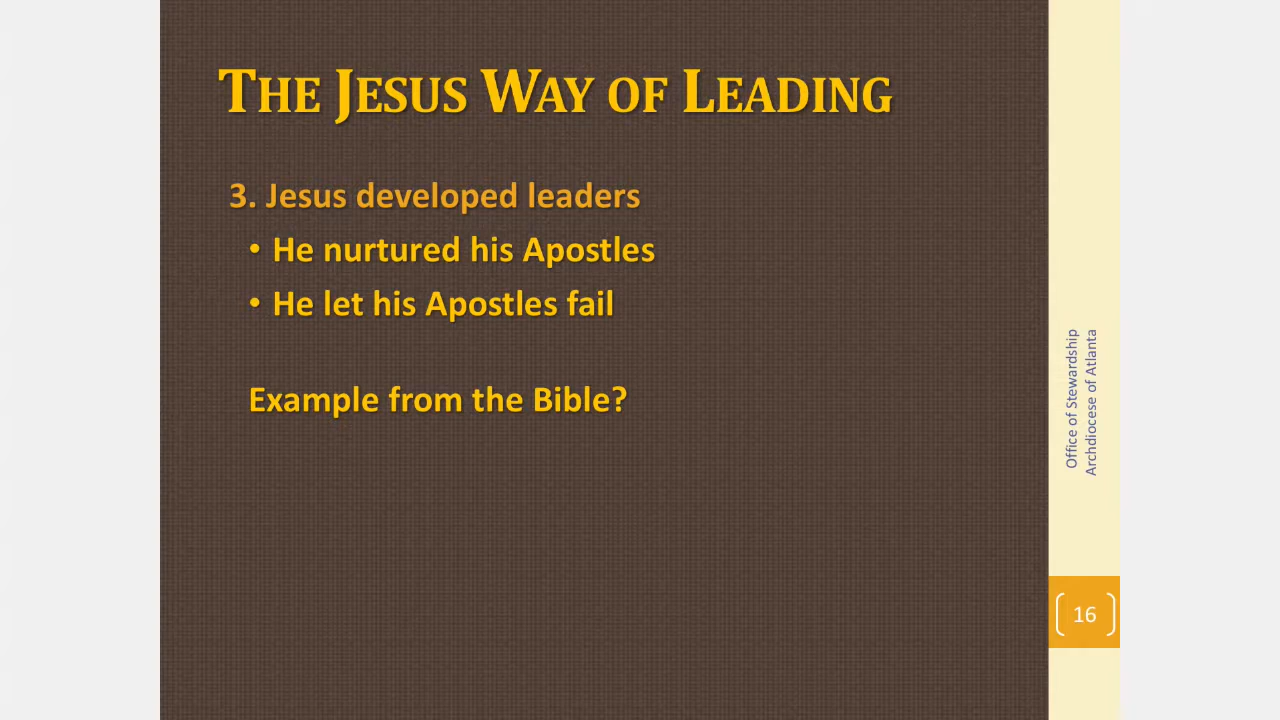 THE JESUS WAY OF LEADING
3. Jesus developed leaders
• He nurtured his Apostles
• He let his Apostles fail
Example from the Bible?
Office of Stewardship
Archdiocese of Atlanta
16